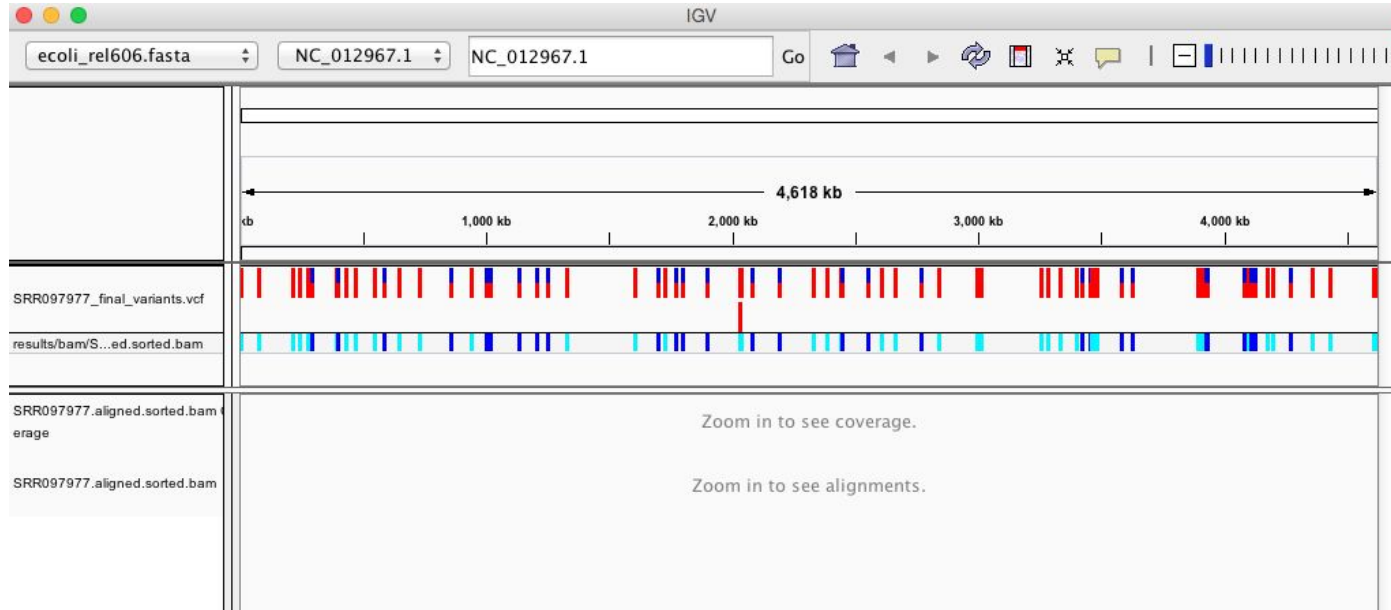 IGV
ecoli_rel606.fasta NC_012967.1 NC_012967.1 Go
4,618 kb
kb 1,000 kb 2,000 kb 3,000 kb 4,000 kb
SRR097977_final_variants.vcf
results/bam/S...ed.sorted.bam
SRR097977.aligned.sorted.bam
erage
Zoom in to see coverage.
SRR097977.aligned.sorted.bam
Zoom in to see alignments.